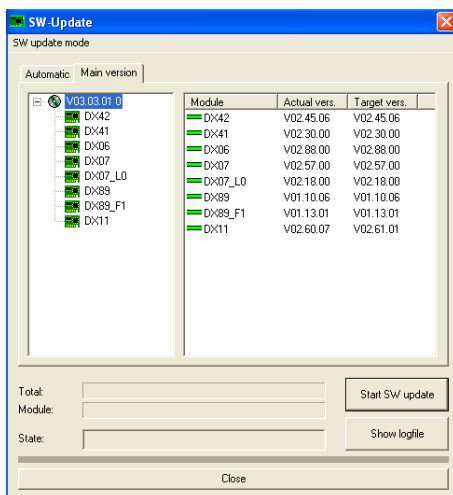 SW-Update
SW update mode
Automatic Main version
V03.03.01 0
DX42
DX41
DX06
DX07
DX07_L0
DX89
DX89_F1
DX11
Module Actual vers. Target vers.
DX42 V02.45.06 V02.45.06
DX41 V02.30.00 V02.30.00
DX06 V02.88.00 V02.88.00
DX07 V02.57.00 V02.57.00
DX07_L0 V02.18.00 V02.18.00
DX89 V01.10.06 V01.10.06
DX89_F1 V01.13.01 V01.13.01
DX11 V02.60.07 V02.61.01
Total:
Module:
State:
Start SW update
Show logfile
Close